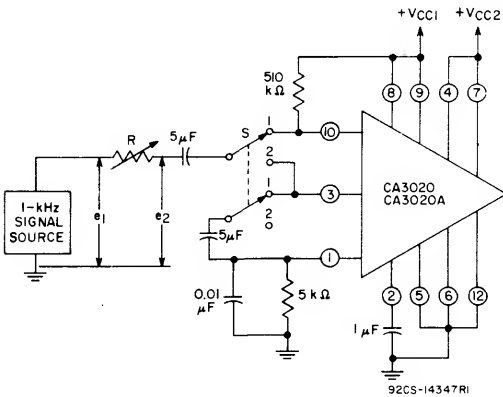 +VCC1
+VCC2
510
kΩ
8
9
4
7
R
5μF
S
1
10
2
1
3
2
5μF
1-kHz
SIGNAL
SOURCE
e1
e2
CA3020
CA3020A
1
0.01
μF
5 kΩ
2
5
6
12
1 μF
92CS-14347R1